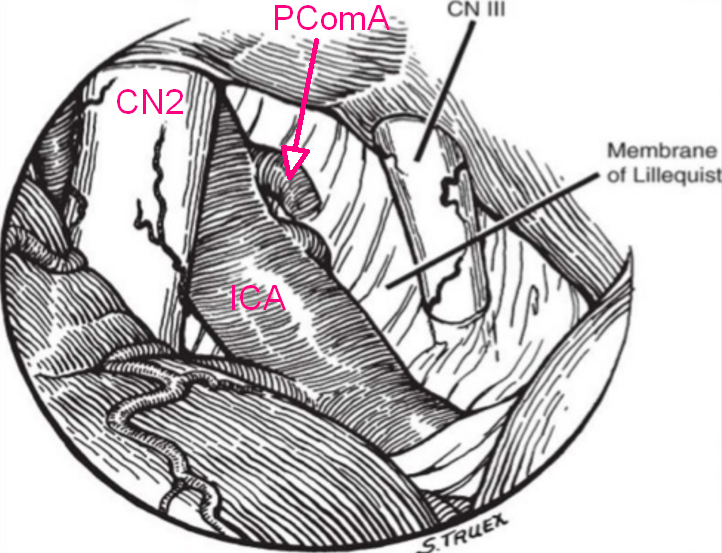 PComA
CN III
CN2
Membrane
of Lillequist
ICA
S. TRUEX